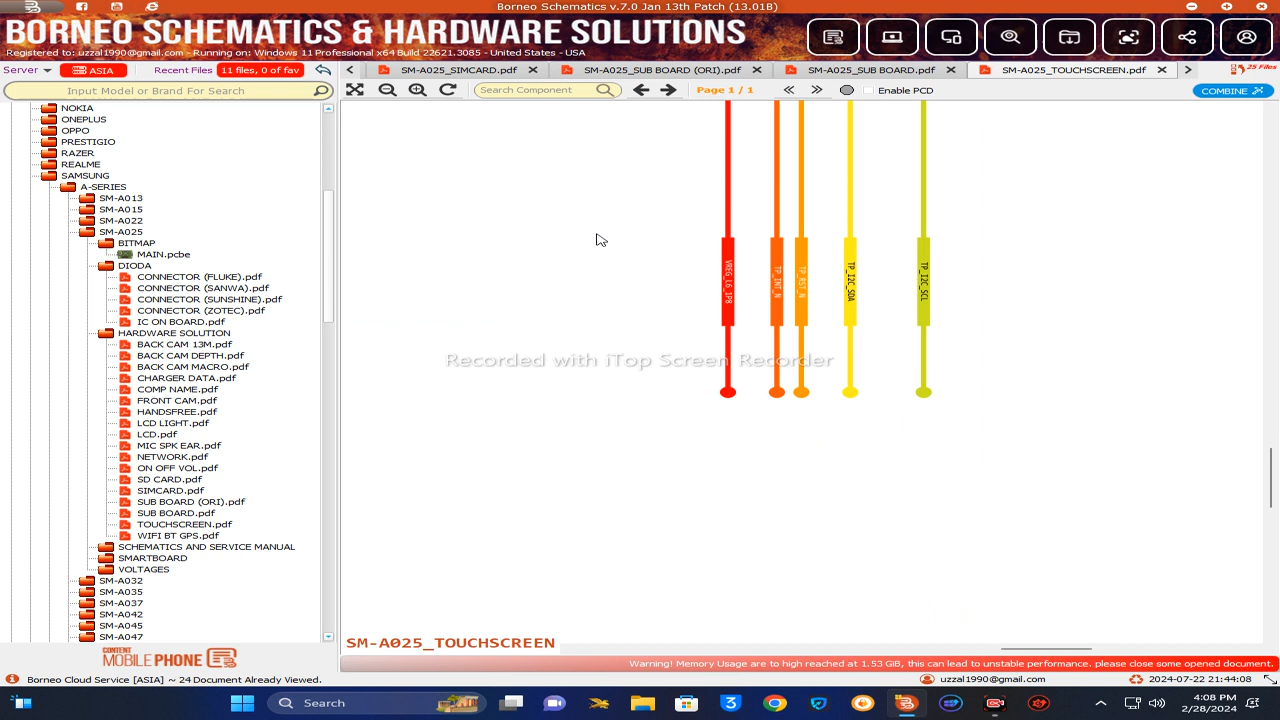 Borneo Schematics v.7.0 Jan 13th Patch (13.01B)
BORNEO SCHEMATICS & HARDWARE SOLUTIONS
Registered to: uzzal1990@gmail.com - Running on: Windows 11 Professional x64 Build 22621.3085 - United States - USA
Server
ASIA
Recent Files
11 files, 0 of fav
SM-A025_SIMCARD.pdf
SM-A025_SUB BOARD (ORI).pdf
SM-A025_SUB BOARD.pdf
SM-A025_TOUCHSCREEN.pdf
25 Files
Input Model or Brand For Search
Search Component
Page 1 / 1
Enable PCD
COMBINE
NOKIA
ONEPLUS
OPPO
PRESTIGIO
RAZER
REALME
SAMSUNG
A-SERIES
SM-A013
SM-A015
SM-A022
SM-A025
BITMAP
MAIN.pcbe
DIODA
CONNECTOR (FLUKE).pdf
CONNECTOR (SANWA).pdf
CONNECTOR (SUNSHINE).pdf
CONNECTOR (ZOTEC).pdf
IC ON BOARD.pdf
HARDWARE SOLUTION
BACK CAM 13M.pdf
BACK CAM DEPTH.pdf
BACK CAM MACRO.pdf
CHARGER DATA.pdf
COMP NAME.pdf
FRONT CAM.pdf
HANDSFREE.pdf
LCD LIGHT.pdf
LCD.pdf
MIC SPK EAR.pdf
NETWORK.pdf
ON OFF VOL.pdf
SD CARD.pdf
SIMCARD.pdf
SUB BOARD (ORI).pdf
SUB BOARD.pdf
TOUCHSCREEN.pdf
WIFI BT GPS.pdf
SCHEMATICS AND SERVICE MANUAL
SMARTBOARD
VOLTAGES
SM-A032
SM-A035
SM-A037
SM-A042
SM-A045
SM-A047
VREG_L6_1P8
TP_INT_N
TP_RST_N
TP_I2C_SDA
TP_I2C_SCL
Recorded with iTop Screen Recorder
SM-A025_TOUCHSCREEN
CONTENT
MOBILE PHONE
Warning! Memory Usage are to high reached at 1.53 GiB, this can lead to unstable performance. please close some opened document.
Borneo Cloud Service [ASIA] ~ 24 Document Already Viewed.
uzzal1990@gmail.com
2024-07-22 21:44:08
Search
4:08 PM
2/28/2024